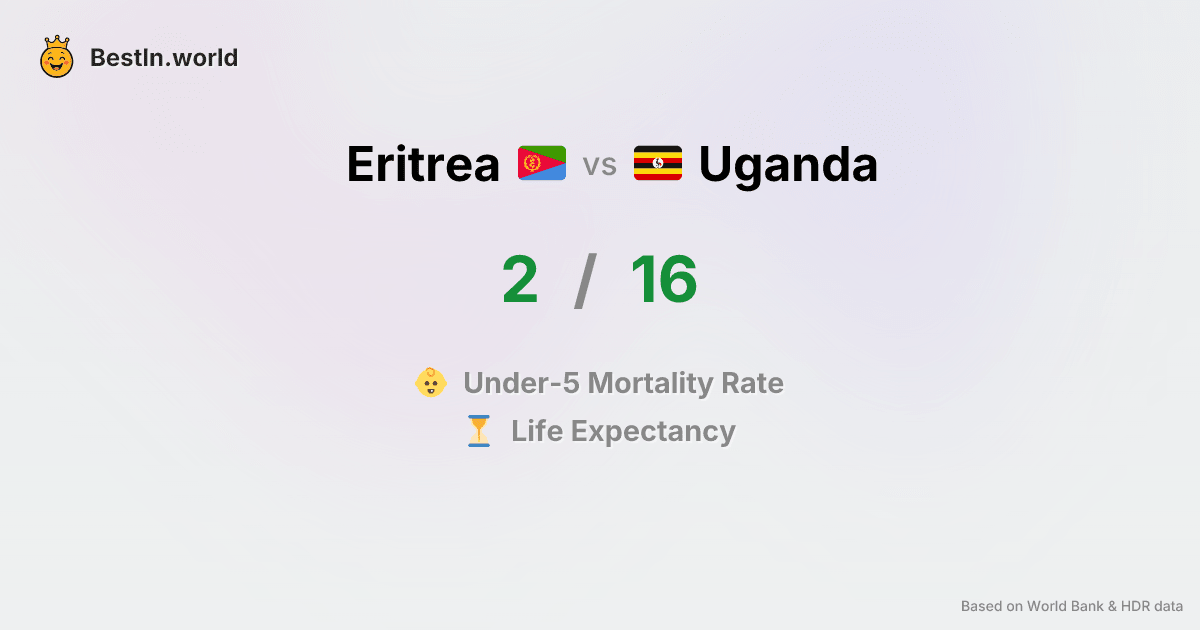 BestIn.world
Eritrea vs Uganda
2 / 16
Under-5 Mortality Rate
Life Expectancy
Based on World Bank & HDR data